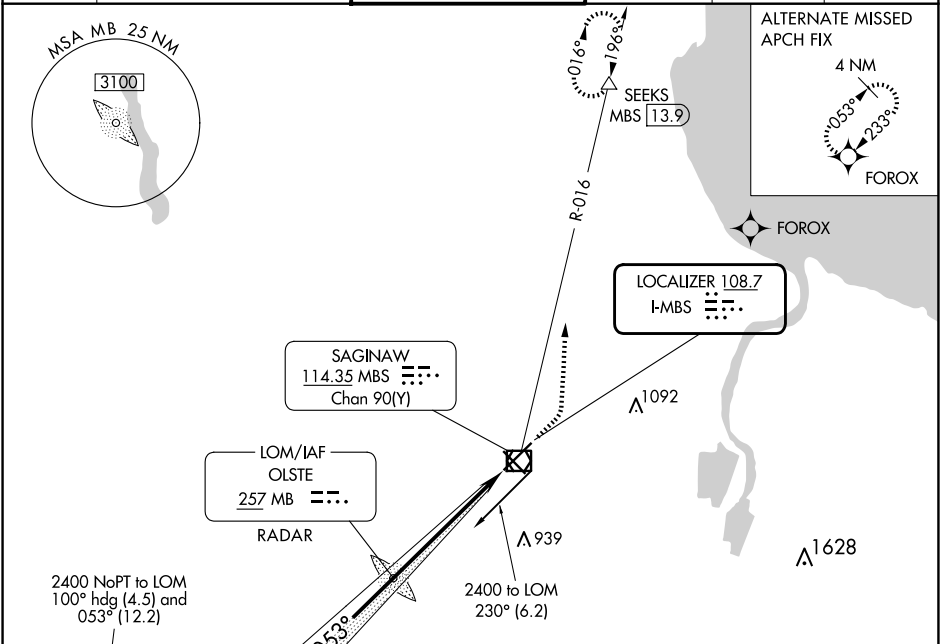 MSA MB 25 NM
3100
016°
196°
SEEKS
MBS 13.9
ALTERNATE MISSED
APCH FIX
4 NM
053°
233°
FOROX
FOROX
R-016
LOCALIZER 108.7
I-MBS
SAGINAW
114.35 MBS
Chan 90(Y)
1092
LOM/IAF
OLSTE
257 MB
RADAR
939
1628
2400 NoPT to LOM
100° hdg (4.5) and
053° (12.2)
2400 to LOM
230° (6.2)
053°